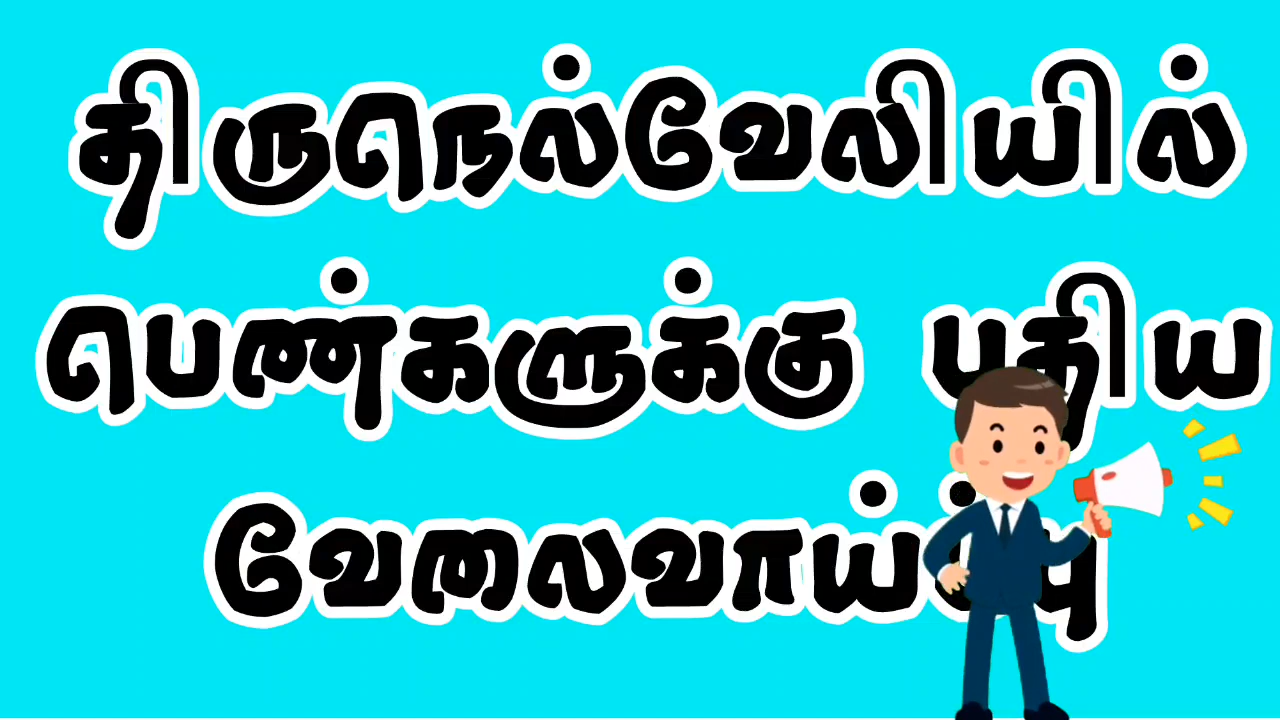 திருநெல்வேலியில்
பெண்களுக்கு புதிய
வேலைவாய்ப்பு